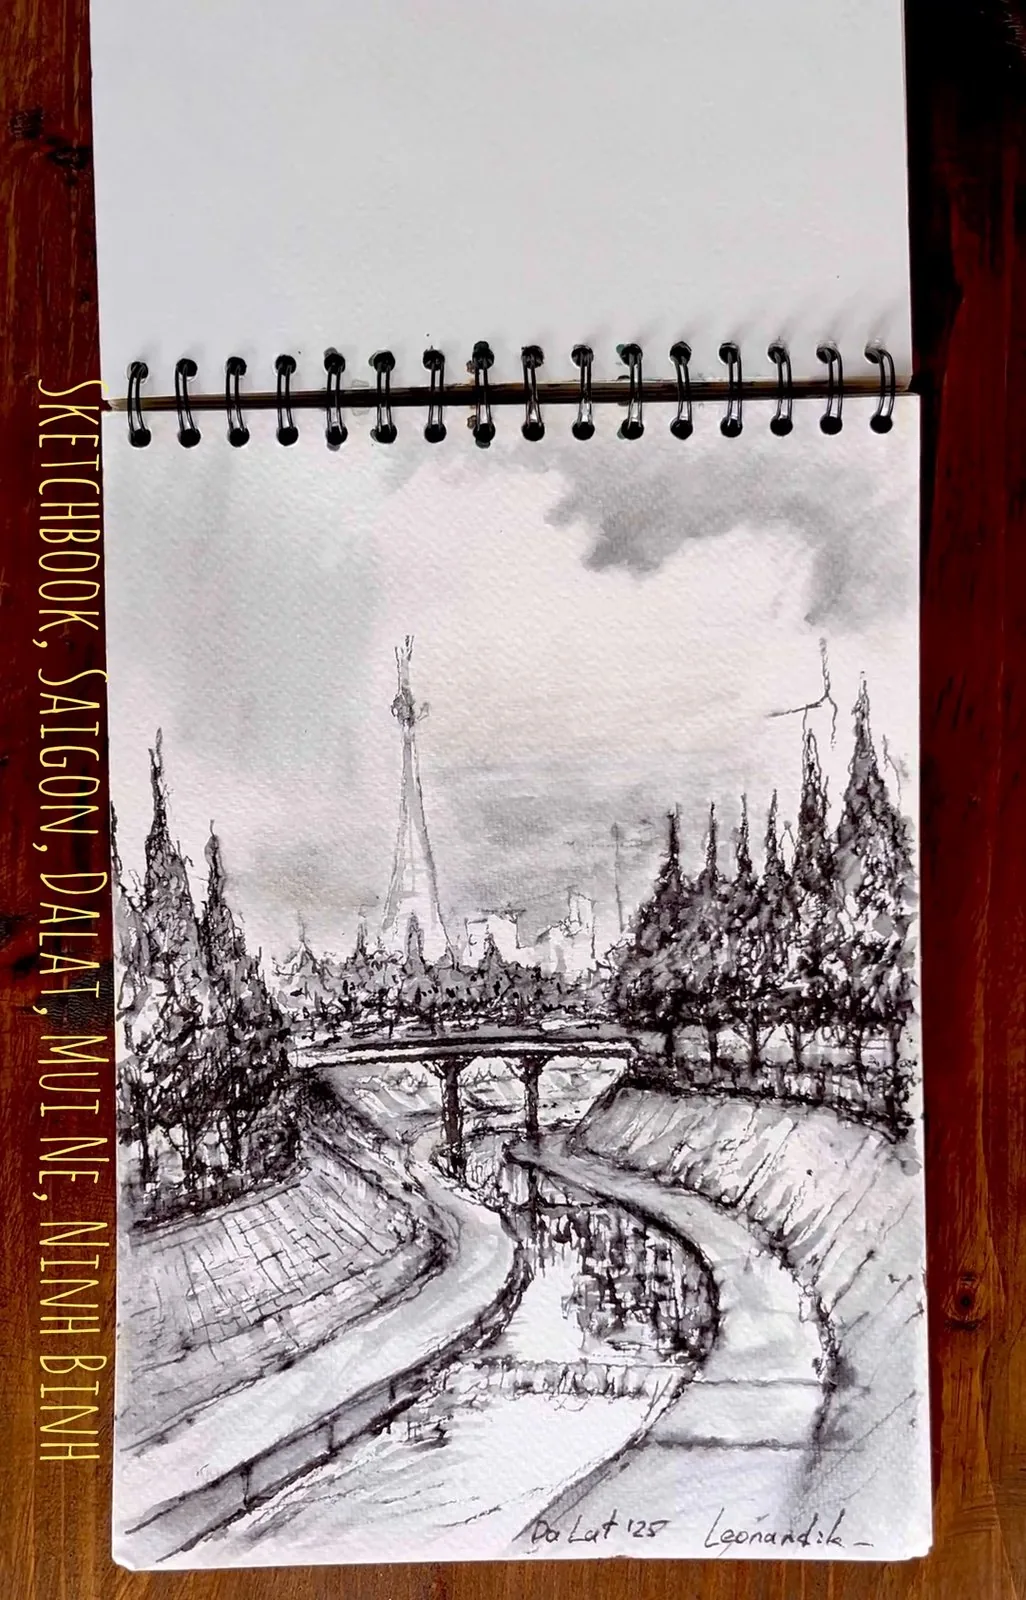 SKETCHBOOK, SAIGON, DALAT, MUI NE, NINH BINH
Da Lat '25 Leonardik